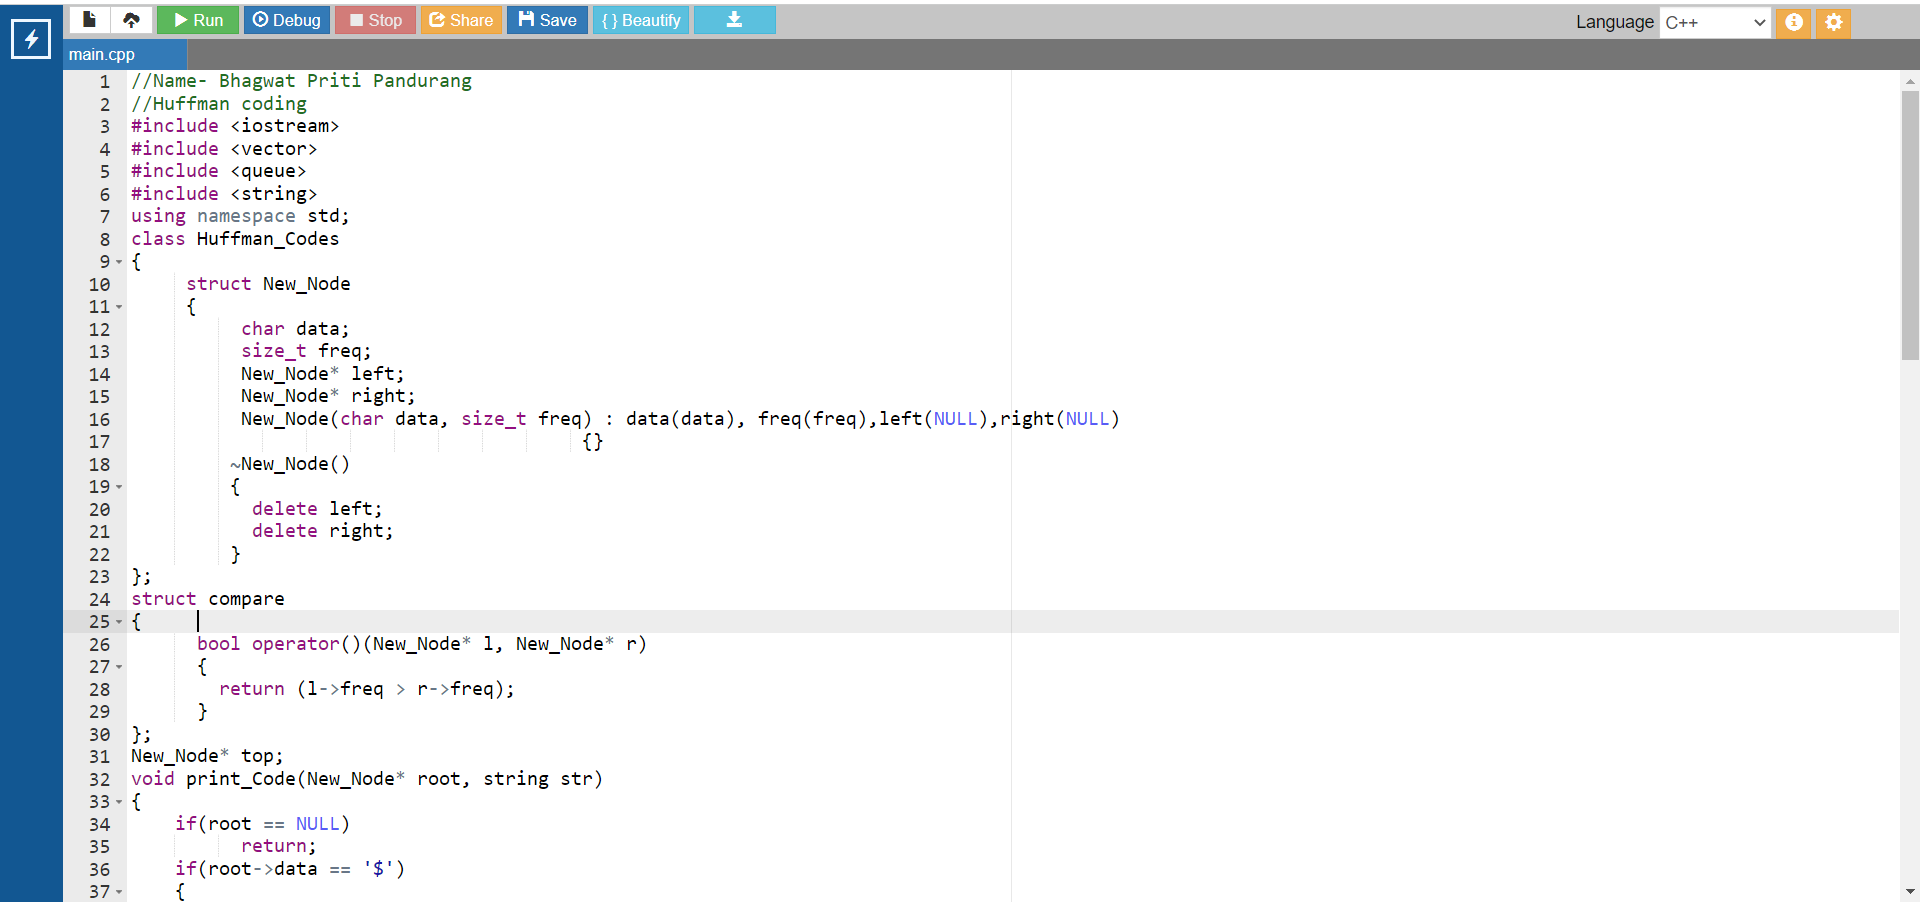 Run Debug Stop Share Save { } Beautify Language C++
main.cpp
1 //Name- Bhagwat Priti Pandurang
2 //Huffman coding
3 #include <iostream>
4 #include <vector>
5 #include <queue>
6 #include <string>
7 using namespace std;
8 class Huffman_Codes
9 {
10 struct New_Node
11 {
12 char data;
13 size_t freq;
14 New_Node* left;
15 New_Node* right;
16 New_Node(char data, size_t freq) : data(data), freq(freq),left(NULL),right(NULL)
17 {}
18 ~New_Node()
19 {
20 delete left;
21 delete right;
22 }
23 };
24 struct compare
25 {
26 bool operator()(New_Node* l, New_Node* r)
27 {
28 return (l->freq > r->freq);
29 }
30 };
31 New_Node* top;
32 void print_Code(New_Node* root, string str)
33 {
34 if(root == NULL)
35 return;
36 if(root->data == '$')
37 {